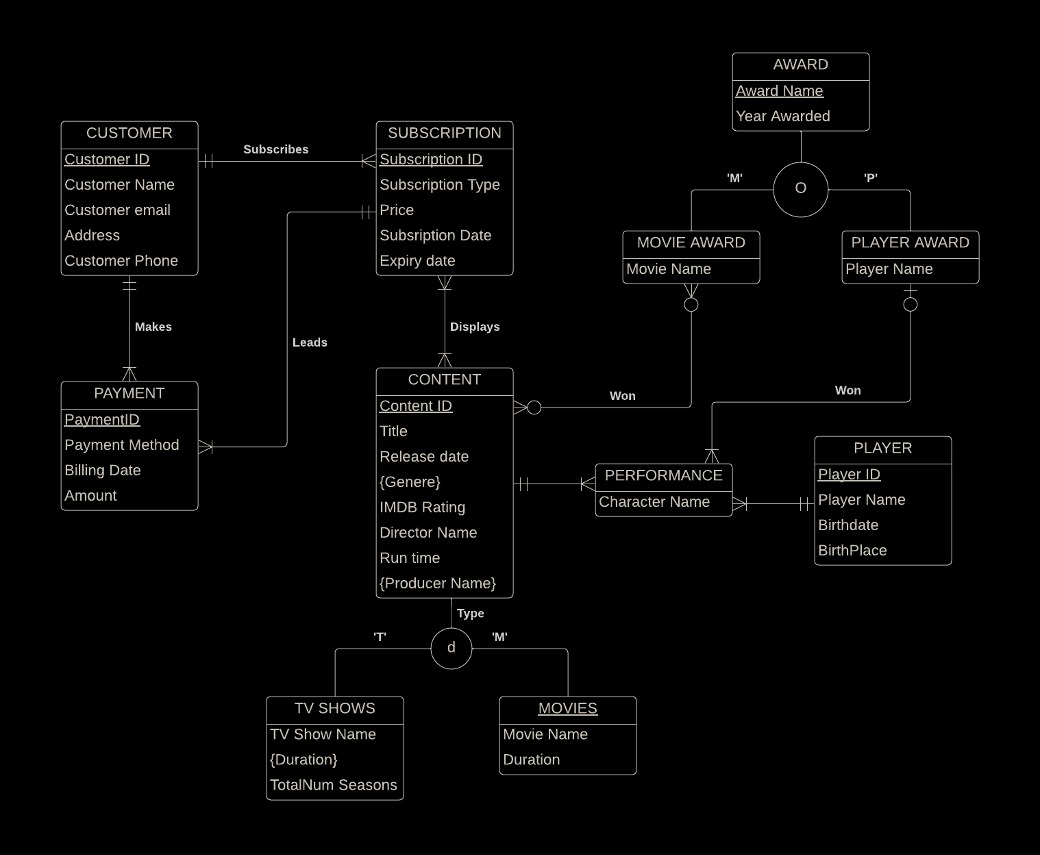 AWARD
Award Name
Year Awarded
CUSTOMER
Customer ID
Customer Name
Customer email
Address
Customer Phone
Subscribes
SUBSCRIPTION
Subscription ID
Subscription Type
Price
Subsription Date
Expiry date
'M'
O
'P'
MOVIE AWARD
Movie Name
PLAYER AWARD
Player Name
Makes
Leads
Displays
PAYMENT
PaymentID
Payment Method
Billing Date
Amount
CONTENT
Content ID
Title
Release date
{Genere}
IMDB Rating
Director Name
Run time
{Producer Name}
Won
Won
PERFORMANCE
Character Name
PLAYER
Player ID
Player Name
Birthdate
BirthPlace
Type
'T'
d
'M'
TV SHOWS
TV Show Name
{Duration}
TotalNum Seasons
MOVIES
Movie Name
Duration